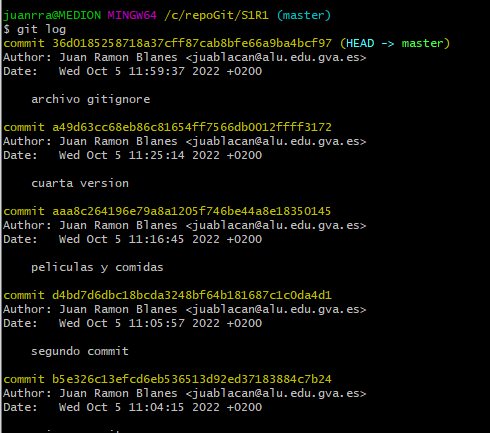 juanrra@MEDION MINGW64 /c/repoGit/S1R1 (master)
$ git log
commit 36d0185258718a37cff87cab8bfe66a9ba4bcf97 (HEAD -> master)
Author: Juan Ramon Blanes <juablacan@alu.edu.gva.es>
Date:   Wed Oct 5 11:59:37 2022 +0200
archivo gitignore
commit a49d63cc68eb86c81654ff7566db0012ffff3172
Author: Juan Ramon Blanes <juablacan@alu.edu.gva.es>
Date:   Wed Oct 5 11:25:14 2022 +0200
cuarta version
commit aaa8c264196e79a8a1205f746be44a8e18350145
Author: Juan Ramon Blanes <juablacan@alu.edu.gva.es>
Date:   Wed Oct 5 11:16:45 2022 +0200
peliculas y comidas
commit d4bd7d6dbc18bcda3248bf64b181687c1c0da4d1
Author: Juan Ramon Blanes <juablacan@alu.edu.gva.es>
Date:   Wed Oct 5 11:05:57 2022 +0200
segundo commit
commit b5e326c13efcd6eb536513d92ed37183884c7b24
Author: Juan Ramon Blanes <juablacan@alu.edu.gva.es>
Date:   Wed Oct 5 11:04:15 2022 +0200